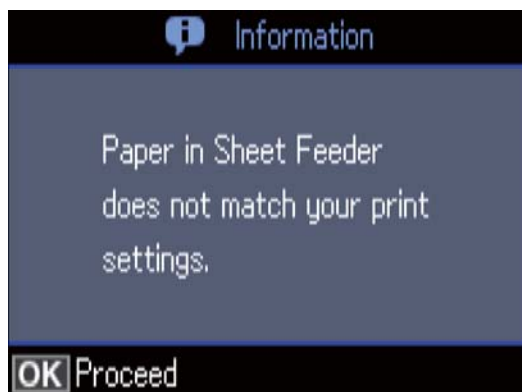 Information
Paper in Sheet Feeder
does not match your print
settings.
OK Proceed